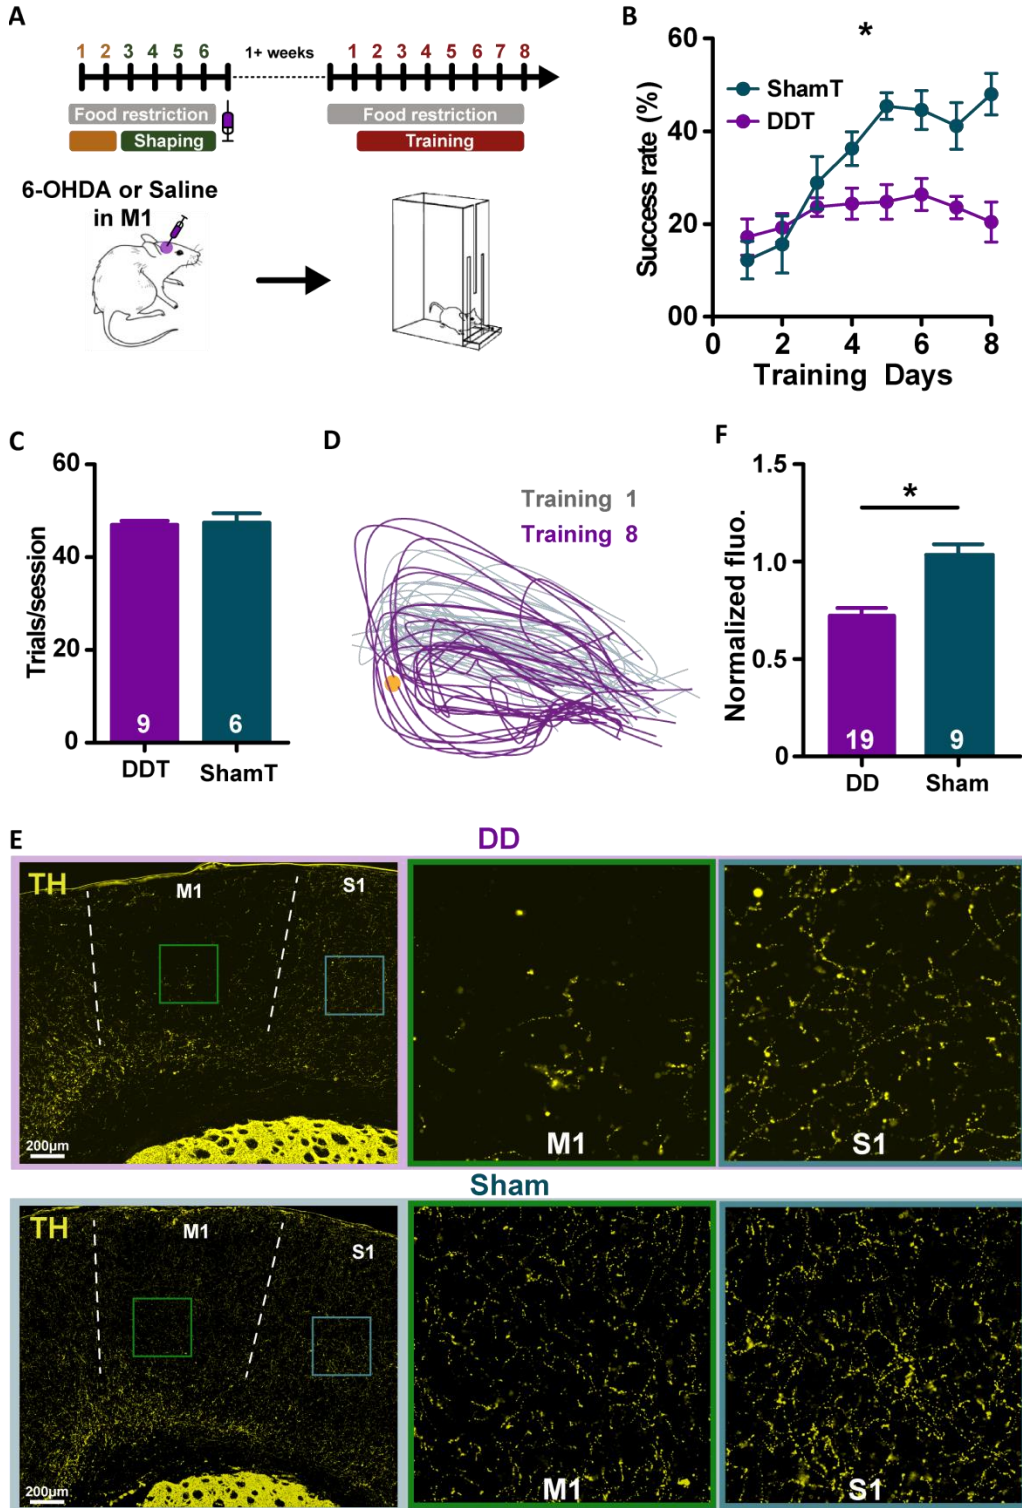 A
1 2 3 4 5 6
1+ weeks
1 2 3 4 5 6 7 8
Food restriction
Shaping
Food restriction
Training
6-OHDA or Saline
in M1
B
*
60
40
20
00
Success rate (%)
ShamT
DDT
0 2 4 6 8
Training Days
C
60
40
20
0
Trials/session
9
6
DDT
ShamT
D
Training 1
Training 8
F
1.5
1.0
0.5
0
Normalized fluo.
*
19
9
DD
Sham
E
DD
TH
M1
S1
200µm
M1
S1
Sham
TH
M1
S1
200µm
M1
S1